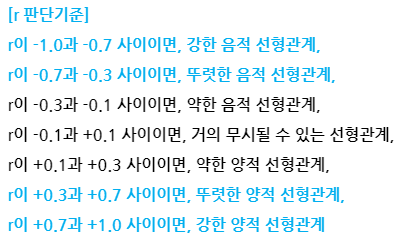 [r 판단기준]
r이 -1.0과 -0.7 사이이면, 강한 음적 선형관계,
r이 -0.7과 -0.3 사이이면, 뚜렷한 음적 선형관계,
r이 -0.3과 -0.1 사이이면, 약한 음적 선형관계,
r이 -0.1과 +0.1 사이이면, 거의 무시될 수 있는 선형관계,
r이 +0.1과 +0.3 사이이면, 약한 양적 선형관계,
r이 +0.3과 +0.7 사이이면, 뚜렷한 양적 선형관계,
r이 +0.7과 +1.0 사이이면, 강한 양적 선형관계